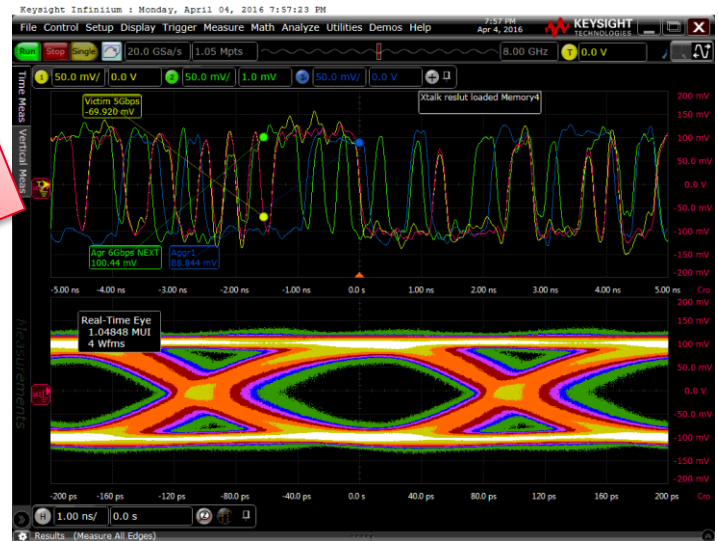 Keysight Infiniium : Monday, April 04, 2016 7:57:23 PM
File Control Setup Display Trigger Measure Math Analyze Utilities Demos Help
7:57 PM
Apr 4, 2016
KEYSIGHT
TECHNOLOGIES
Run Stop Single 20.0 GSa/s 1.05 Mpts 8.00 GHz T 0.0 V
1 50.0 mV/ 0.0 V 2 50.0 mV/ 1.0 mV 3 50.0 mV/ 0.0 V
Time Meas
Vertical Meas
Measurements
Victim 5Gbps
-69.920 mV
Xtalk reslut loaded Memory4
200 mV
150 mV
100 mV
50.0 mV
0.0 V
-50.0 mV
-100 mV
-150 mV
-200 mV
Agr 6Gbps NEXT
100.44 mV
Aggr1
88.844 mV
-5.00 ns -4.00 ns -3.00 ns -2.00 ns -1.00 ns 0.0 s 1.00 ns 2.00 ns 3.00 ns 4.00 ns 5.00 ns Cro
Real-Time Eye
1.04848 MUI
4 Wfms
200 mV
150 mV
100 mV
50.0 mV
0.0 V
-50.0 mV
-100 mV
-150 mV
-200 mV
-200 ps -160 ps -120 ps -80.0 ps -40.0 ps 0.0 s 40.0 ps 80.0 ps 120 ps 160 ps 200 ps Cro
H 1.00 ns/ 0.0 s
Results (Measure All Edges)